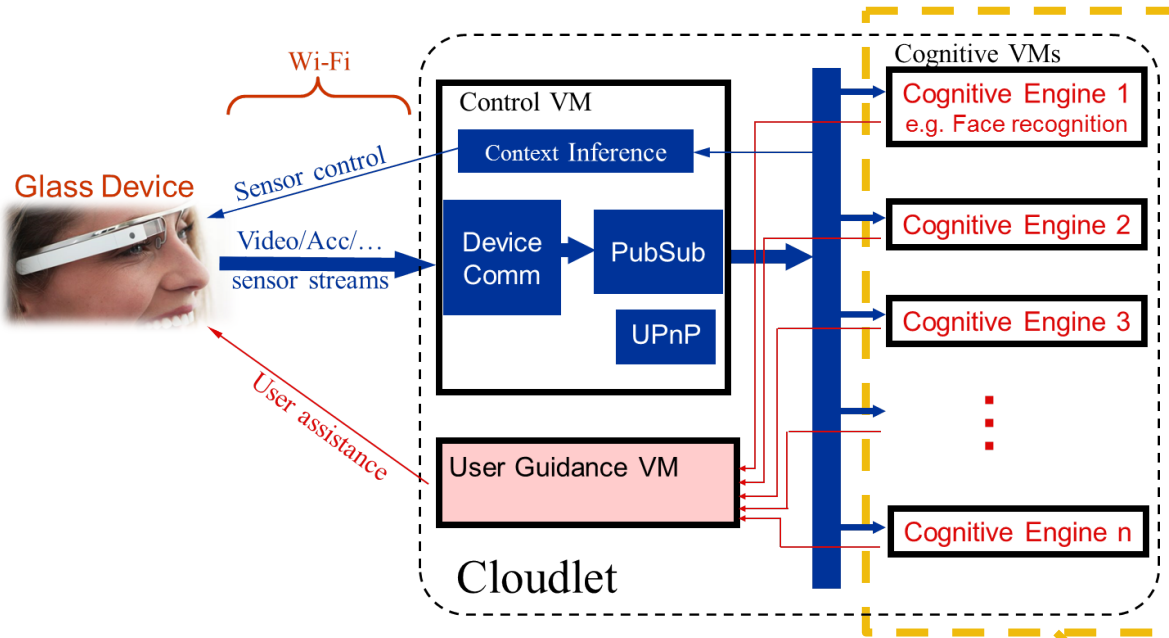 Wi-Fi
Cognitive VMs
Control VM
Cognitive Engine 1
e.g. Face recognition
Context Inference
Sensor control
Glass Device
Cognitive Engine 2
Video/Acc/…
sensor streams
Device
Comm
PubSub
Cognitive Engine 3
UPnP
User assistance
User Guidance VM
Cognitive Engine n
Cloudlet